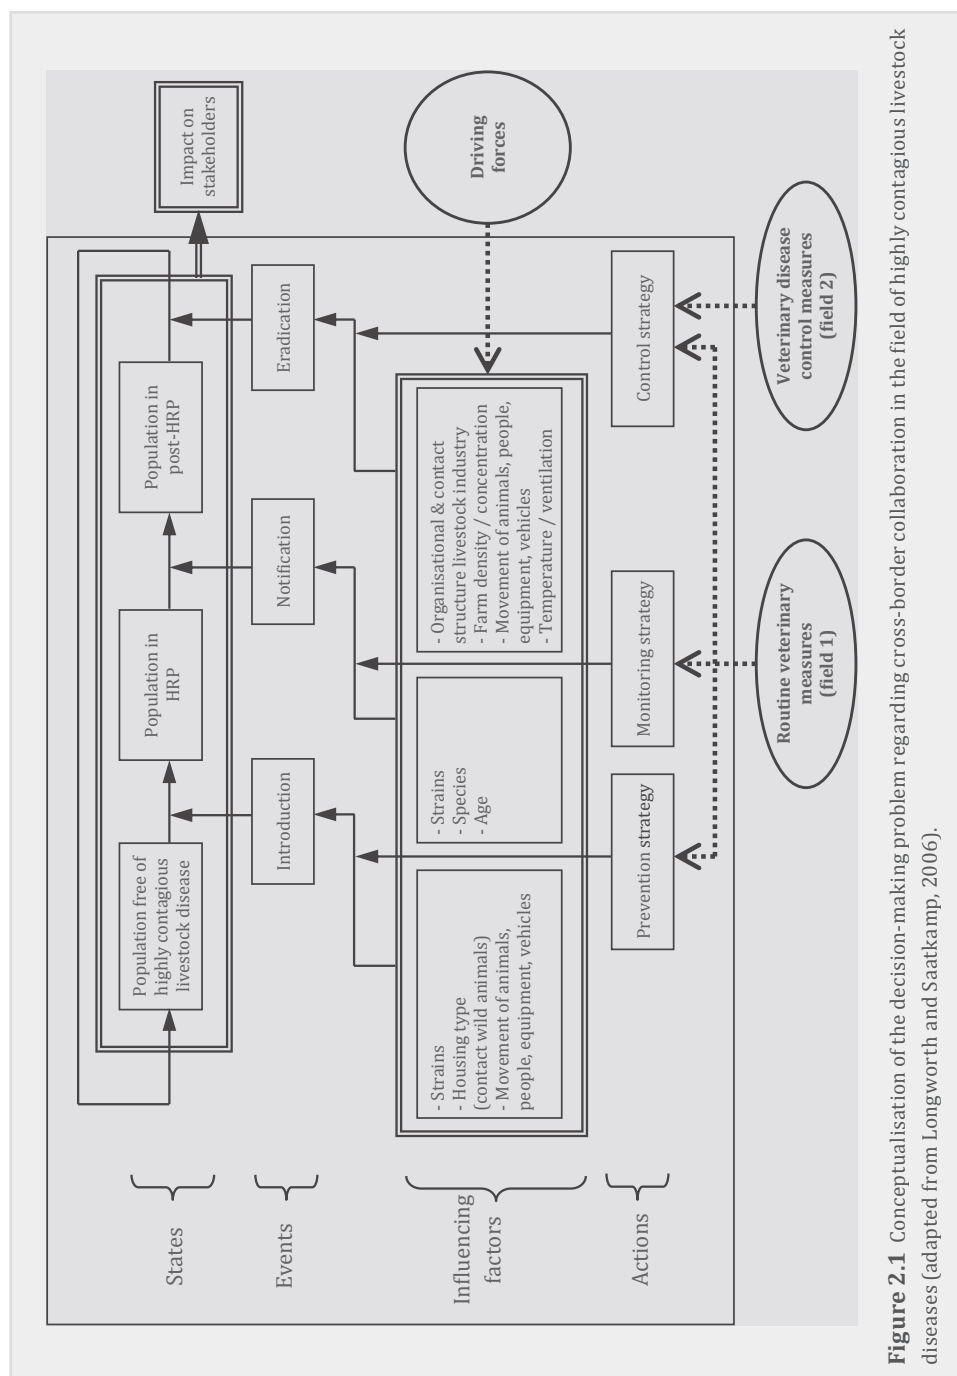 States
Population free of
highly contagious
livestock disease
Population in
HRP
Population in
post-HRP
Impact on
stakeholders
Events
Introduction
Notification
Eradication
Influencing
factors
- Strains
- Housing type
(contact wild animals)
- Movement of animals,
people, equipment, vehicles
- Strains
- Species
- Age
- Organisational & contact
structure livestock industry
- Farm density / concentration
- Movement of animals, people,
equipment, vehicles
- Temperature / ventilation
Driving
forces
Actions
Prevention strategy
Monitoring strategy
Control strategy
Routine veterinary
measures
(field 1)
Veterinary disease
control measures
(field 2)
Figure 2.1 Conceptualisation of the decision-making problem regarding cross-border collaboration in the field of highly contagious livestock
diseases (adapted from Longworth and Saatkamp, 2006).